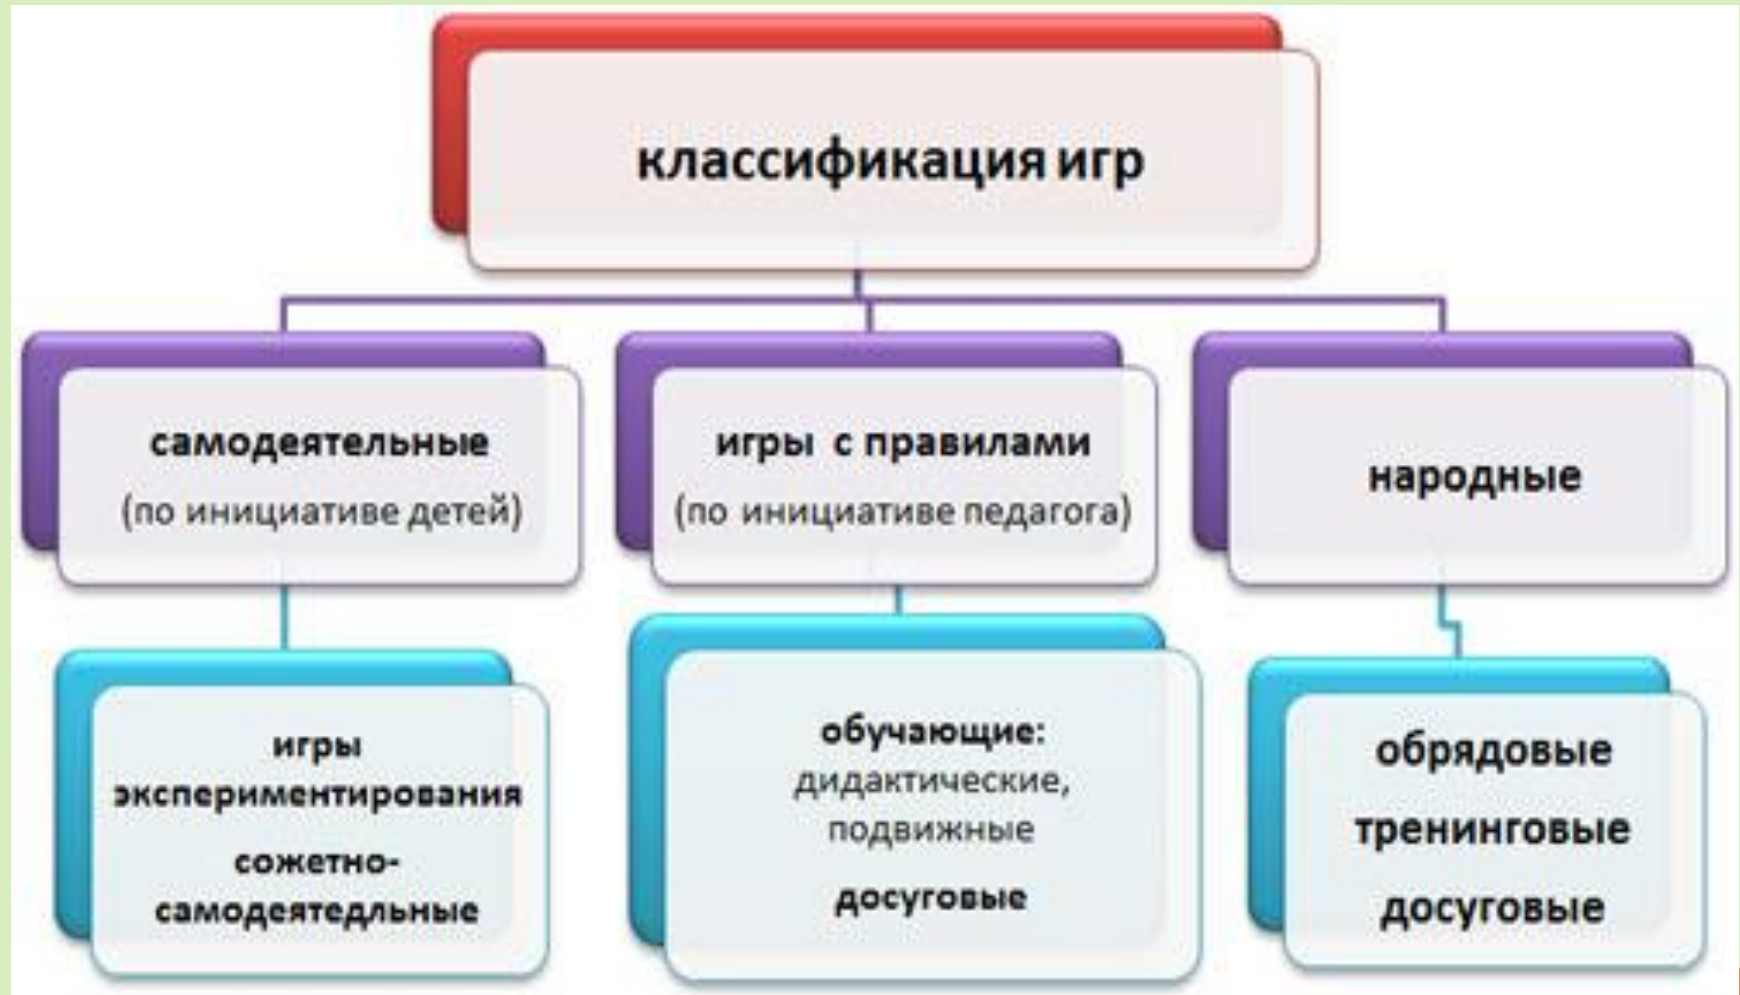 классификация игр
самодеятельные
(по инициативе детей)
игры с правилами
(по инициативе педагога)
народные
игры
экспериментирования
сожетно-
самодеятедльные
обучающие:
дидактические,
подвижные
досуговые
обрядовые
тренинговые
досуговые